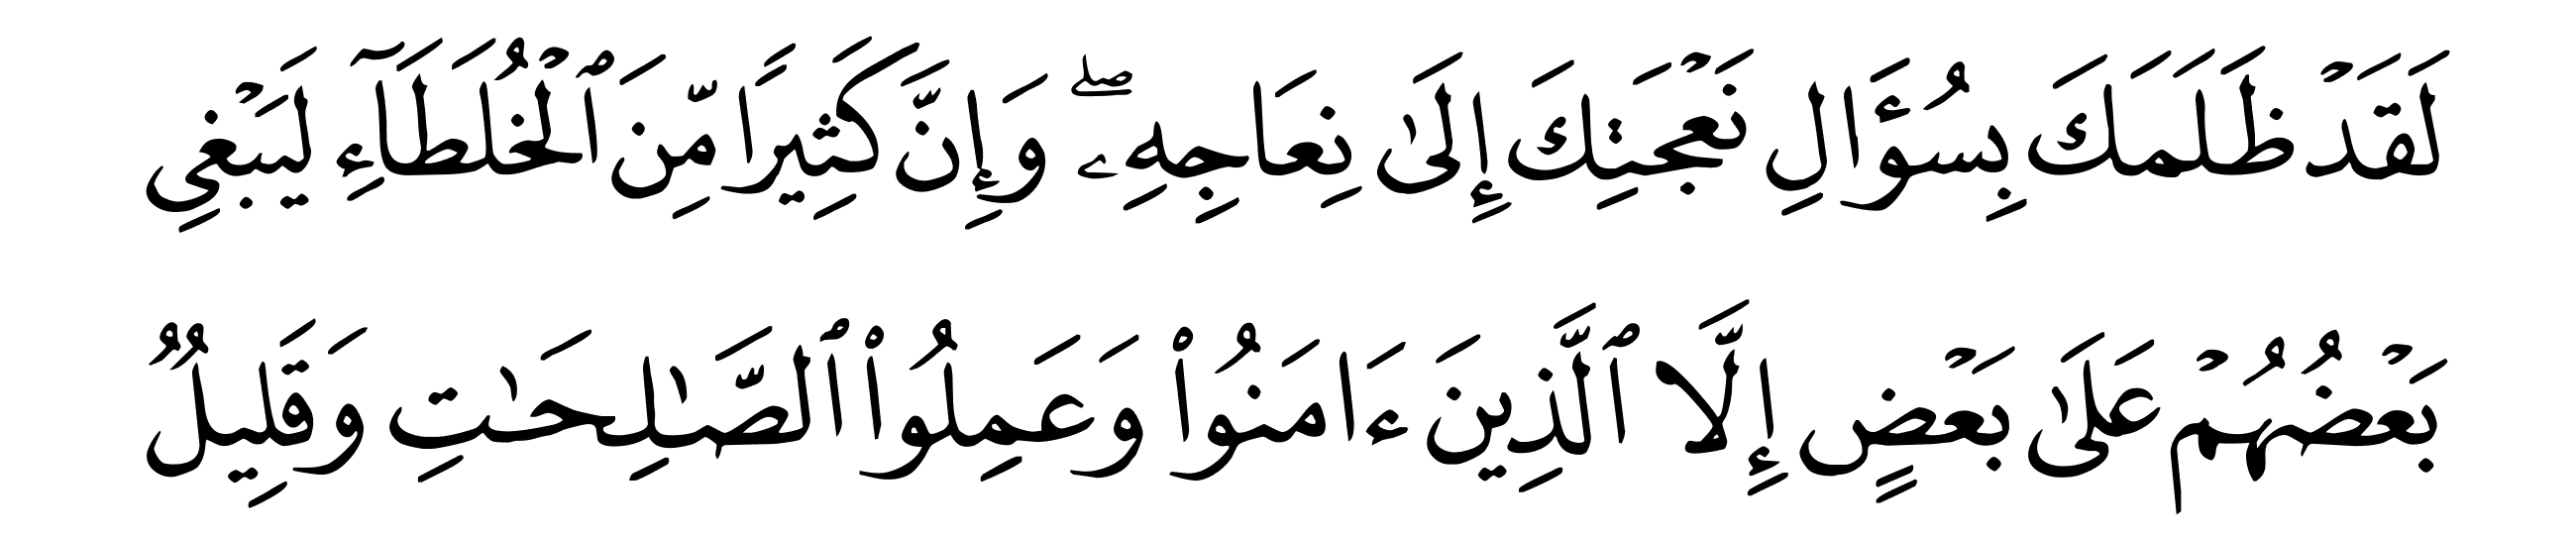 لَقَدۡ ظَلَمَكَ بِسُؤَالِ نَعۡجَتِكَ إِلَىٰ نِعَاجِهِۦۖ وَإِنَّ كَثِيرًا مِّنَ ٱلۡخُلَطَآءِ لَيَبۡغِي
بَعۡضُهُمۡ عَلَىٰ بَعۡضٍ إِلَّا ٱلَّذِينَ ءَامَنُواْ وَعَمِلُواْ ٱلصَّٰلِحَٰتِ وَقَلِيلٞ